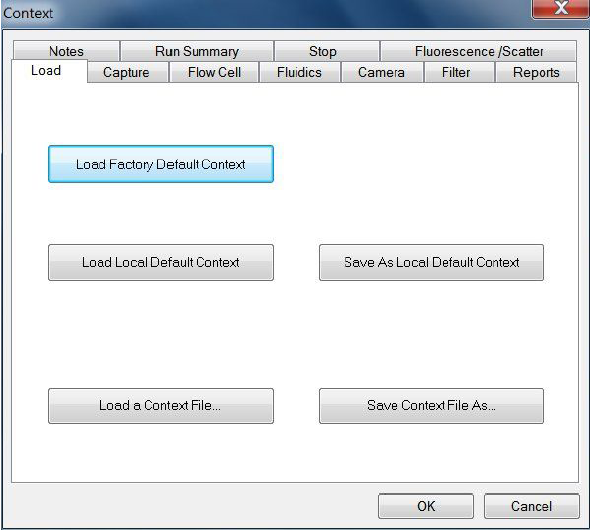 Context
Notes Run Summary Stop Fluorescence /Scatter
Load Capture Flow Cell Fluidics Camera Filter Reports
Load Factory Default Context
Load Local Default Context Save As Local Default Context
Load a Context File... Save Context File As...
OK Cancel